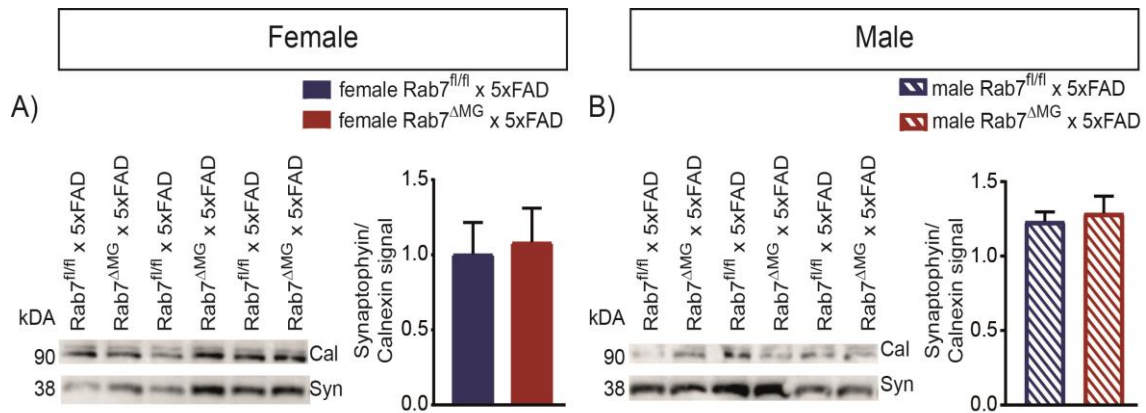 Female
Male
female Rab7fl/fl x 5xFAD
female Rab7ΔMG x 5xFAD
male Rab7fl/fl x 5xFAD
male Rab7ΔMG x 5xFAD
A)
Rab7fl/fl x 5xFAD
Rab7ΔMG x 5xFAD
Rab7fl/fl x 5xFAD
Rab7ΔMG x 5xFAD
Rab7fl/fl x 5xFAD
Rab7ΔMG x 5xFAD
kDA
90
Cal
38
Syn
Synaptophyin/
Calnexin signal
1.5
1.0
0.5
0.0
B)
Rab7fl/fl x 5xFAD
Rab7ΔMG x 5xFAD
Rab7fl/fl x 5xFAD
Rab7ΔMG x 5xFAD
Rab7fl/fl x 5xFAD
Rab7ΔMG x 5xFAD
kDA
90
Cal
38
Syn
Synaptophyin/
Calnexin signal
1.5
1.0
0.5
0.0